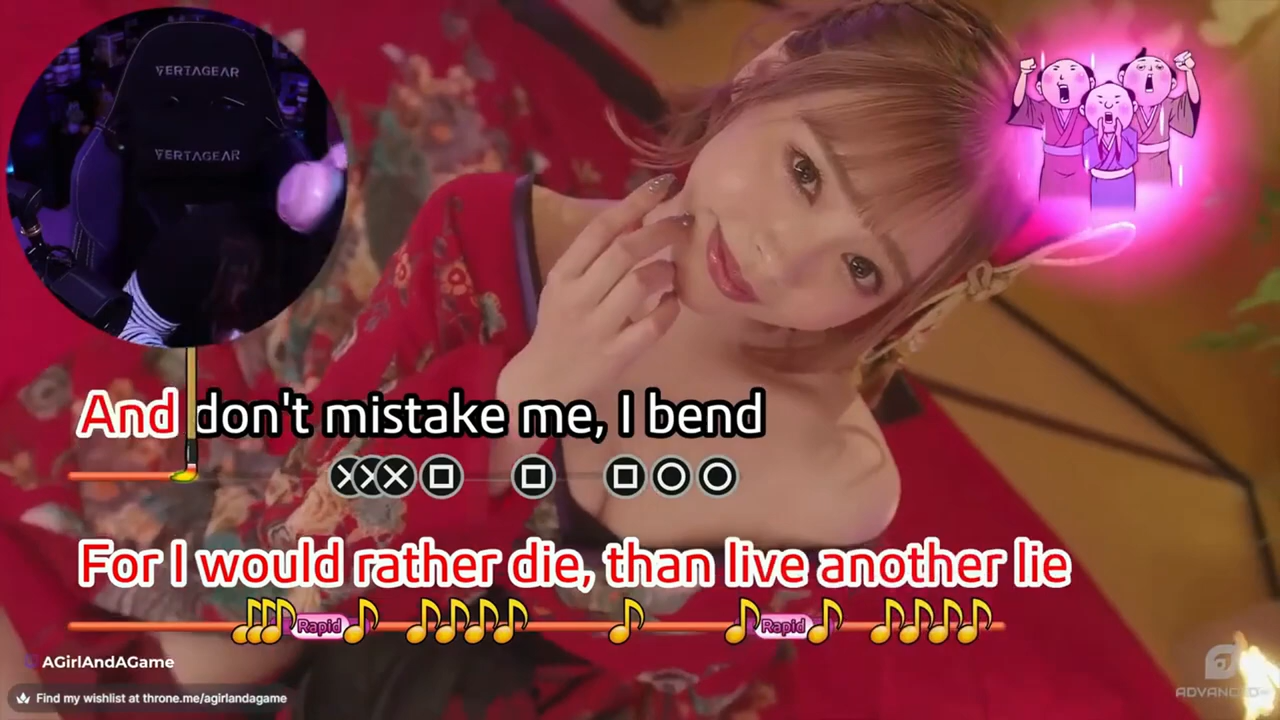 VERTAGEAR
VERTAGEAR
And don't mistake me, I bend
For I would rather die, than live another lie
Rapid
Rapid
AGirlAndAGame
Find my wishlist at throne.me/agirlandagame
ADVANCED